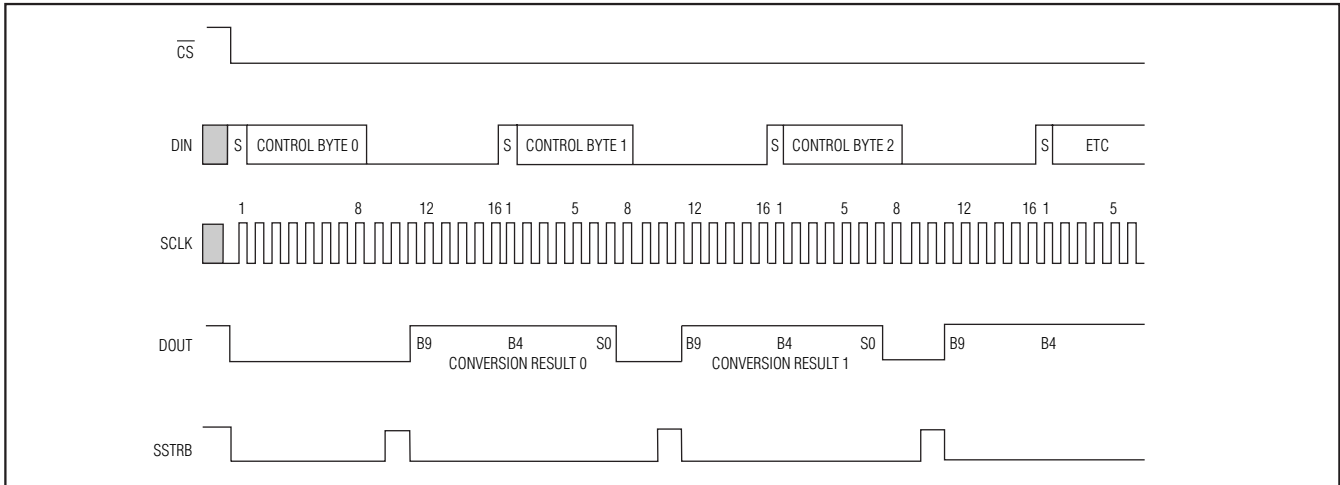 CS
DIN S CONTROL BYTE 0 S CONTROL BYTE 1 S CONTROL BYTE 2 S ETC
1 8 12 16 1 5 8 12 16 1 5 8 12 16 1 5
SCLK
DOUT B9 B4 S0 B9 B4 S0 B9 B4
CONVERSION RESULT 0 CONVERSION RESULT 1
SSTRB